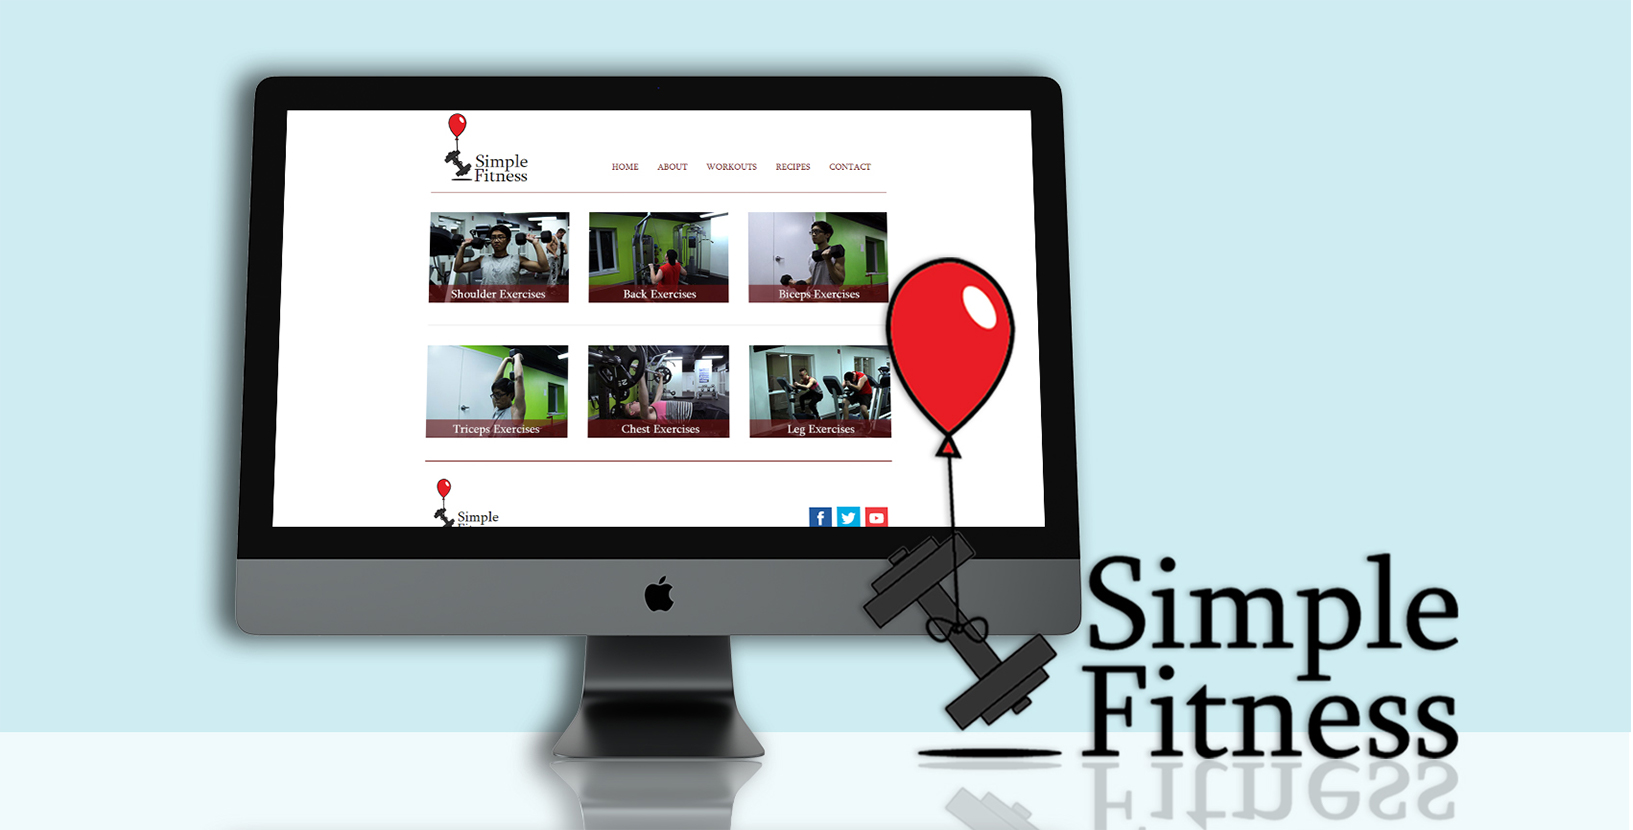 Simple
Fitness
HOME ABOUT WORKOUTS RECIPES CONTACT
Shoulder Exercises
Back Exercises
Biceps Exercises
Triceps Exercises
Chest Exercises
Leg Exercises
Simple
Fitness
Simple
Fitness